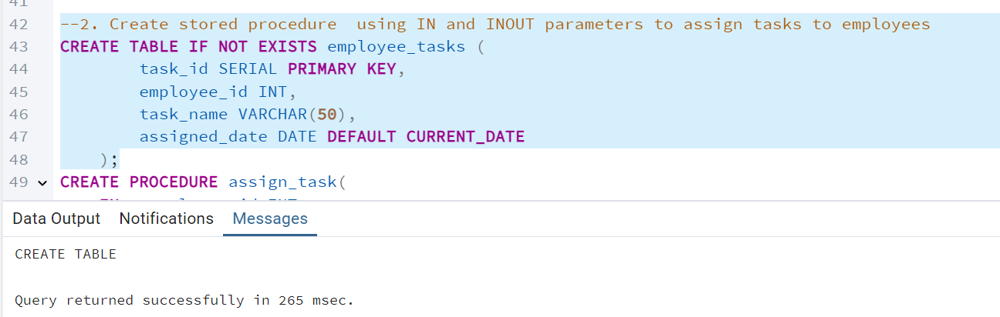 41
42 --2. Create stored procedure  using IN and INOUT parameters to assign tasks to employees
43 CREATE TABLE IF NOT EXISTS employee_tasks (
44         task_id SERIAL PRIMARY KEY,
45         employee_id INT,
46         task_name VARCHAR(50),
47         assigned_date DATE DEFAULT CURRENT_DATE
48     );
49 CREATE PROCEDURE assign_task(
Data Output Notifications Messages
CREATE TABLE
Query returned successfully in 265 msec.